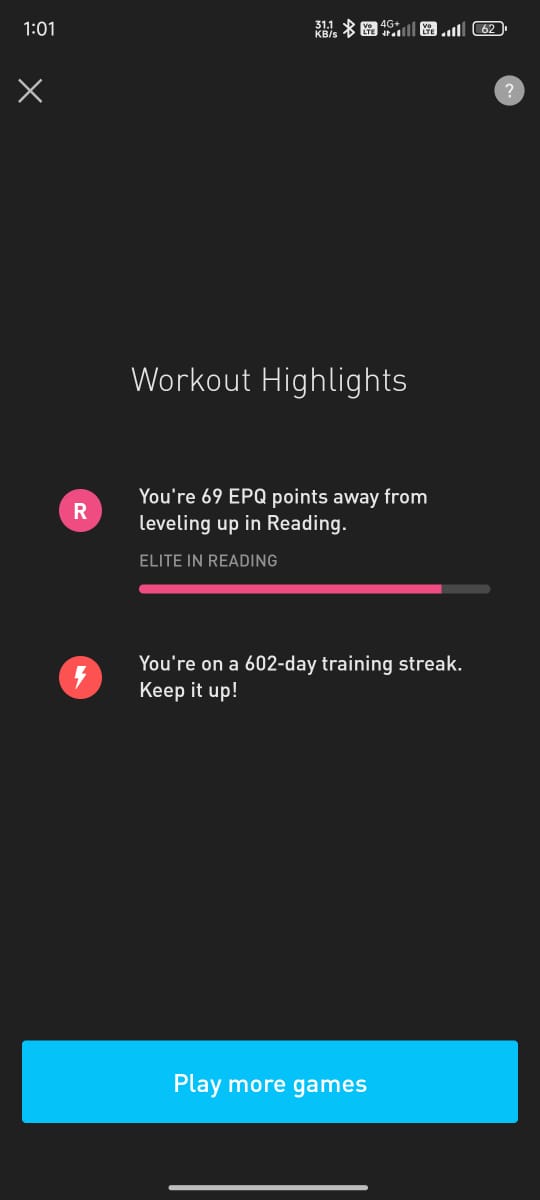 1:01
31.1
KB/s
Vo
LTE
4G+
Vo
LTE
62
?
Workout Highlights
R
You're 69 EPQ points away from
leveling up in Reading.
ELITE IN READING
You're on a 602-day training streak.
Keep it up!
Play more games